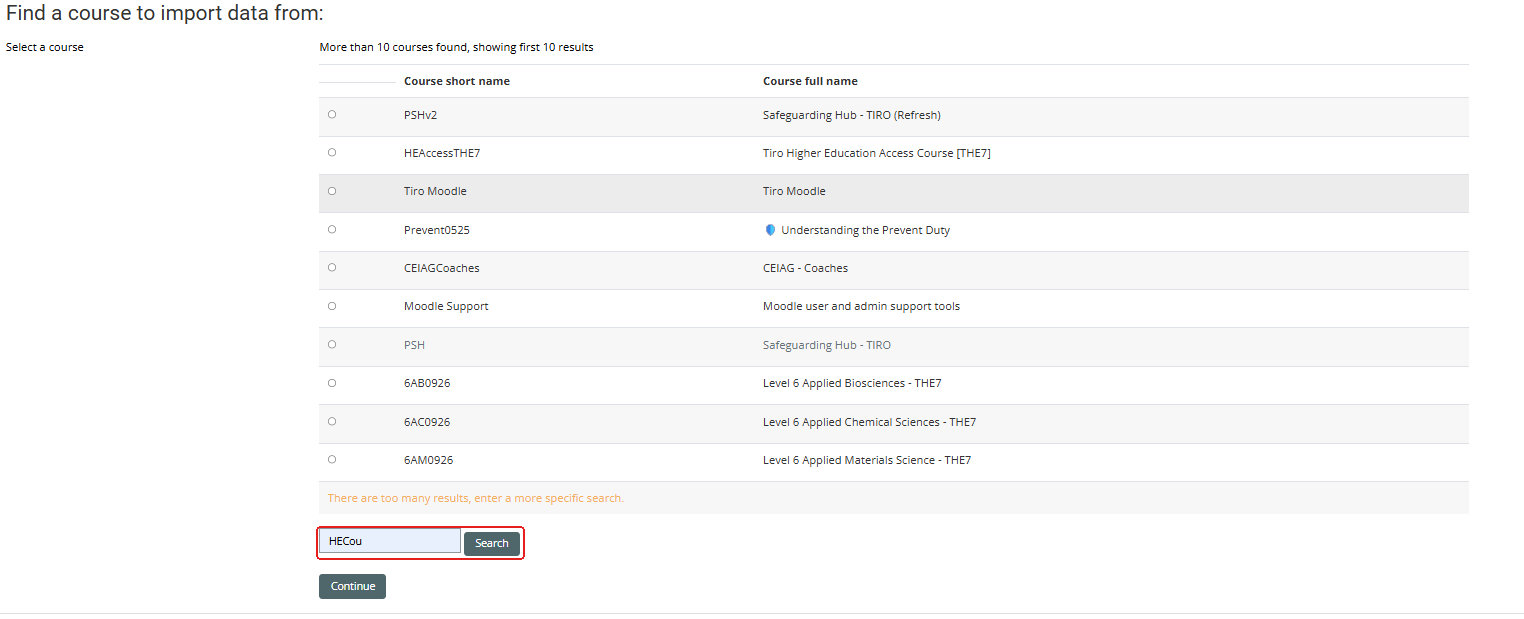 Find a course to import data from:
Select a course
More than 10 courses found, showing first 10 results
Course short name Course full name
PSHv2 Safeguarding Hub - TIRO (Refresh)
HEAccessTHE7 Tiro Higher Education Access Course [THE7]
Tiro Moodle Tiro Moodle
Prevent0525 Understanding the Prevent Duty
CEIAGCoaches CEIAG - Coaches
Moodle Support Moodle user and admin support tools
PSH Safeguarding Hub - TIRO
6AB0926 Level 6 Applied Biosciences - THE7
6AC0926 Level 6 Applied Chemical Sciences - THE7
6AM0926 Level 6 Applied Materials Science - THE7
There are too many results, enter a more specific search.
HECou Search
Continue